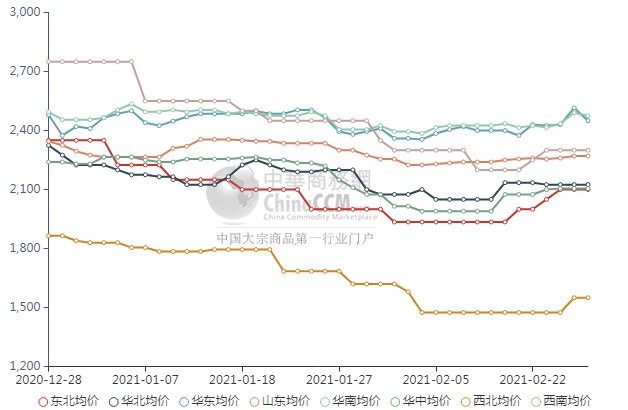 3,000
2,700
2,400
2,100
1,800
1,500
1,200
中華商務網
ChinaCCM
China Commodity Marketplace
中国大宗商品第一行业门户
2020-12-28 2021-01-07 2021-01-18 2021-01-27 2021-02-05 2021-02-22
东北均价 华北均价 华东均价 山东均价 华南均价 华中均价 西北均价 西南均价